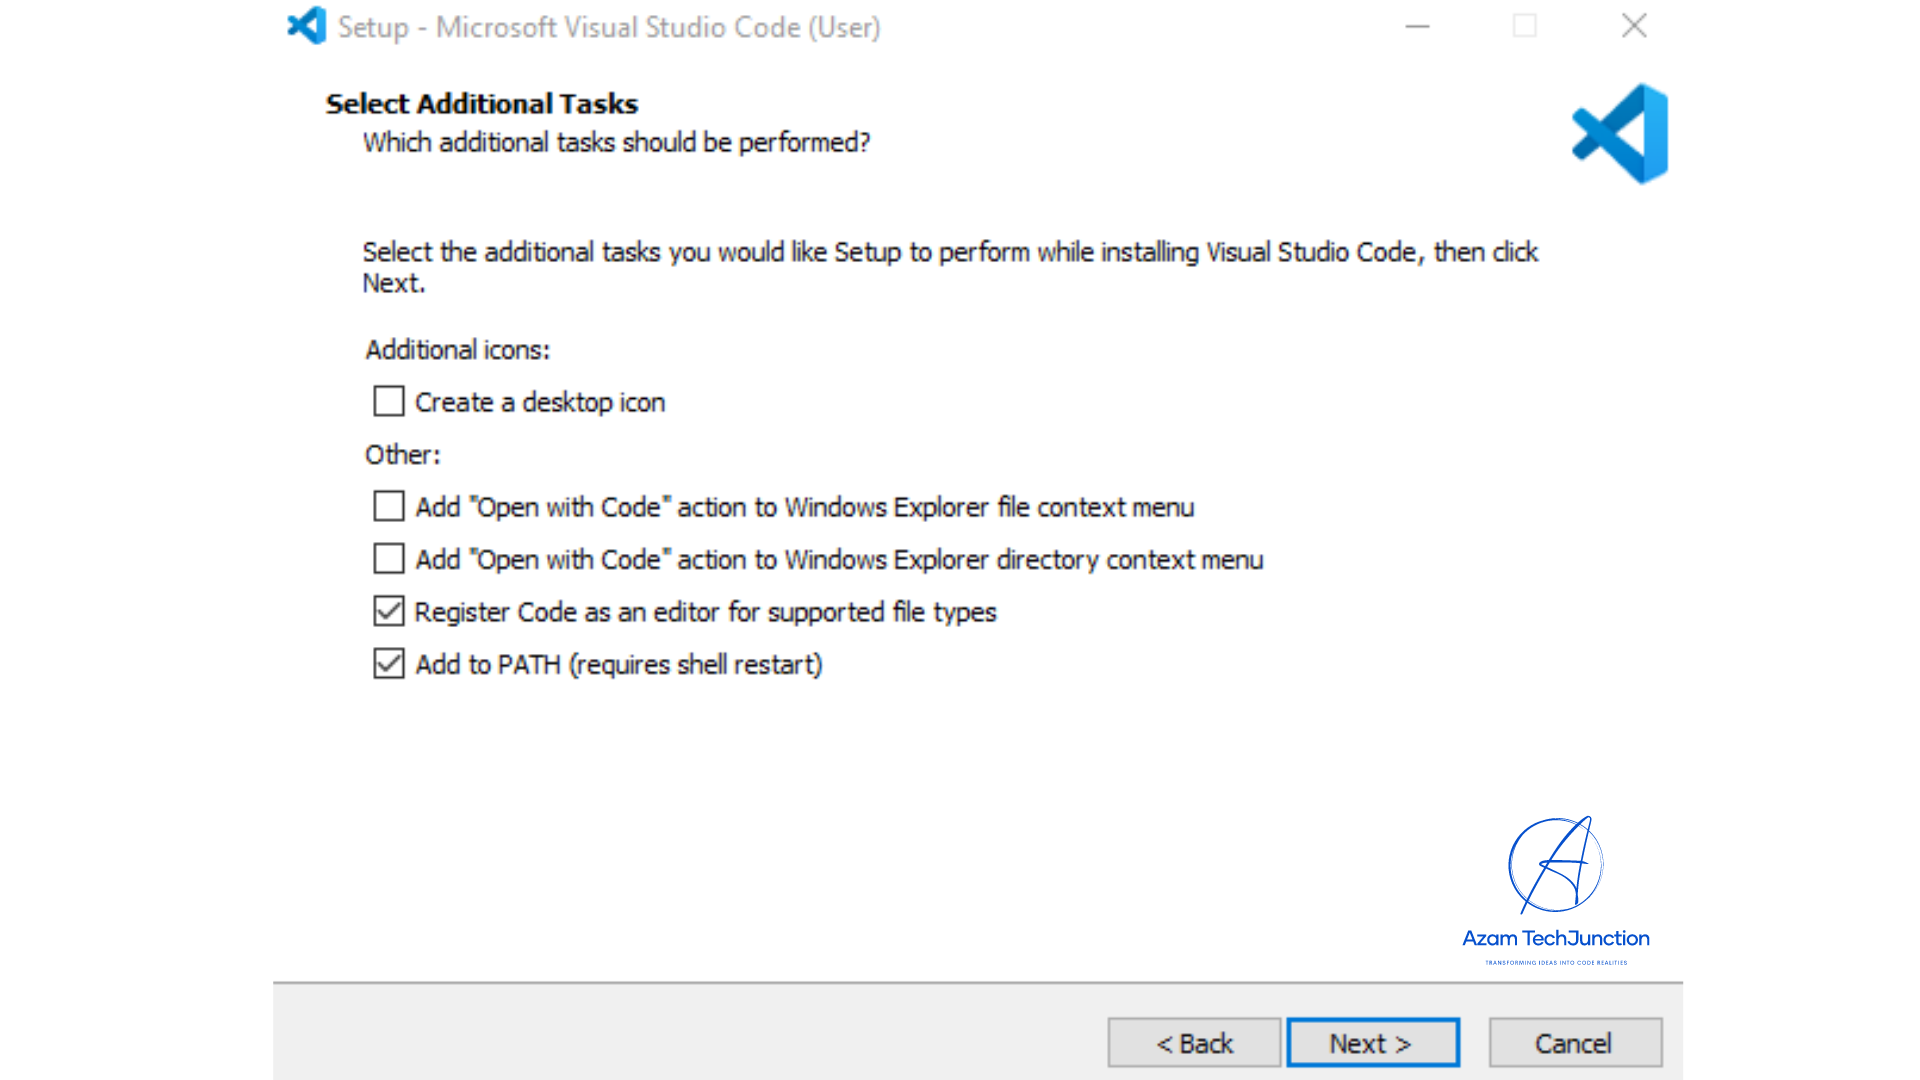 Setup - Microsoft Visual Studio Code (User)
Select Additional Tasks
Which additional tasks should be performed?
Select the additional tasks you would like Setup to perform while installing Visual Studio Code, then click
Next.
Additional icons:
Create a desktop icon
Other:
Add "Open with Code" action to Windows Explorer file context menu
Add "Open with Code" action to Windows Explorer directory context menu
Register Code as an editor for supported file types
Add to PATH (requires shell restart)
Azam TechJunction
TRANSFORMING IDEAS INTO CODE REALITIES
< Back
Next >
Cancel